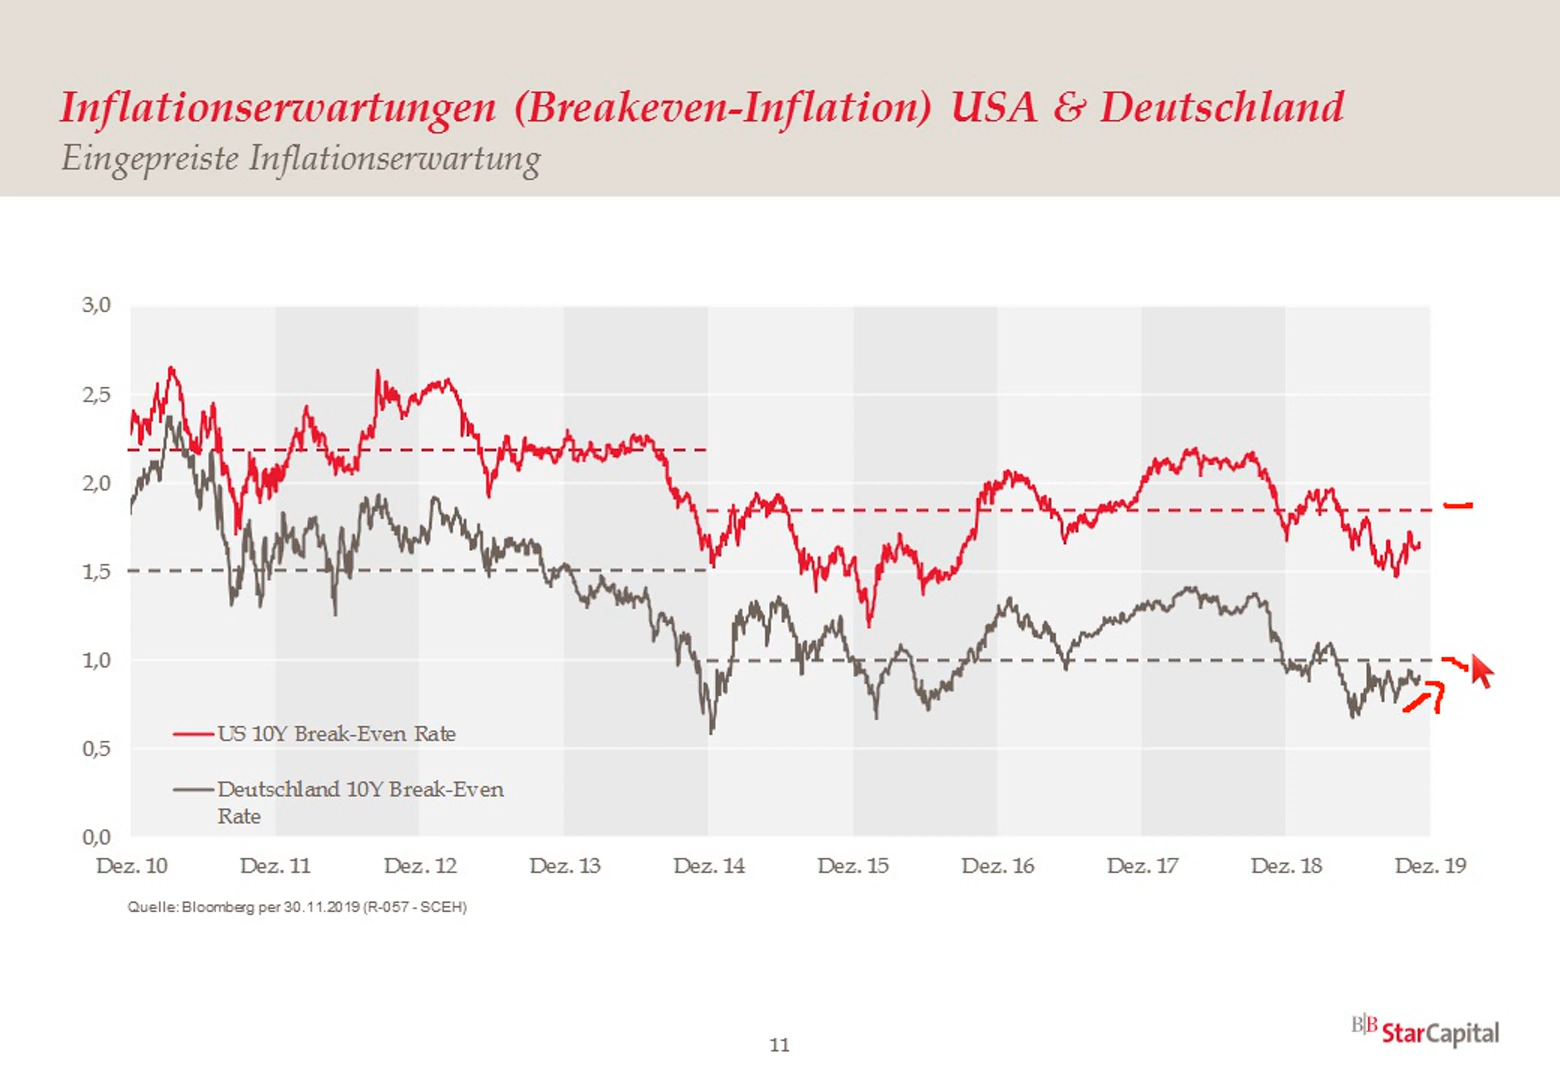 Inflationserwartungen (Breakeven-Inflation) USA & Deutschland
Eingepreiste Inflationserwartung
3,0
2,5
2,0
1,5
1,0
0,5
0,0
US 10Y Break-Even Rate
Deutschland 10Y Break-Even
Rate
Dez. 10 Dez. 11 Dez. 12 Dez. 13 Dez. 14 Dez. 15 Dez. 16 Dez. 17 Dez. 18 Dez. 19
Quelle: Bloomberg per 30.11.2019 (R-057 - SCEH)
11
B|B StarCapital